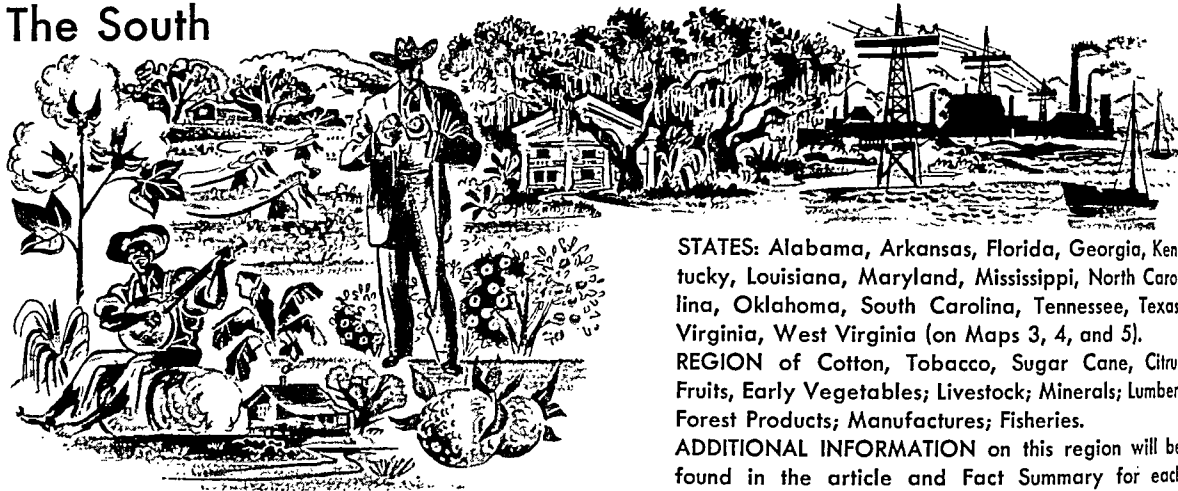 The South
STATES: Alabama, Arkansas, Florida, Georgia, Ken
tucky, Louisiana, Maryland, Mississippi, North Caro
lina, Oklahoma, South Carolina, Tennessee, Texas
Virginia, West Virginia (on Maps 3, 4, and 5).
REGION of Cotton, Tobacco, Sugar Cane, Citru
Fruits, Early Vegetables; Livestock; Minerals; Lumber
Forest Products; Manufactures; Fisheries.
ADDITIONAL INFORMATION on this region will be
found in the article and Fact Summary for each